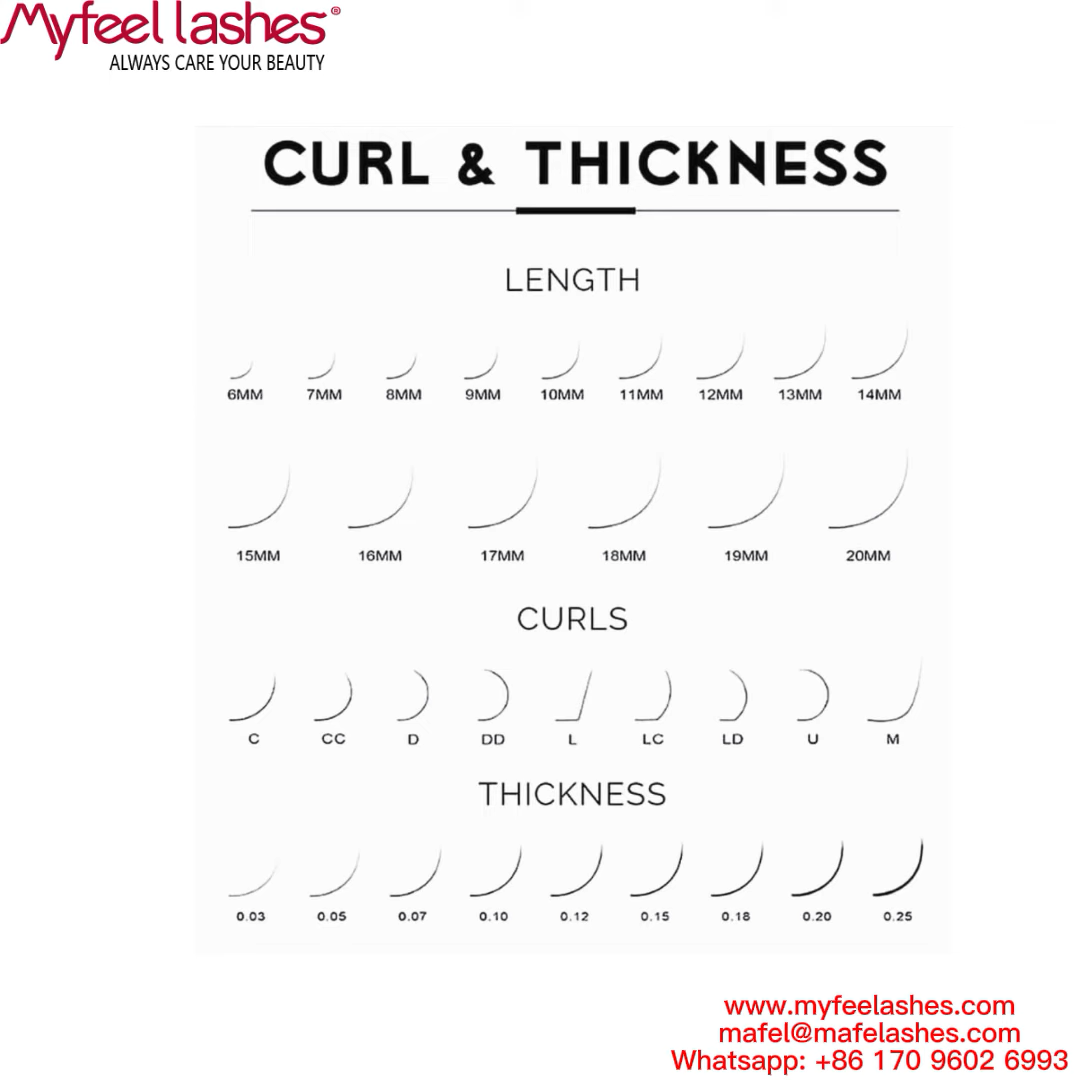 Myfeel lashes®
ALWAYS CARE YOUR BEAUTY
CURL & THICKNESS
LENGTH
6MM 7MM 8MM 9MM 10MM 11MM 12MM 13MM 14MM
15MM 16MM 17MM 18MM 19MM 20MM
CURLS
C CC D DD L LC LD U M
THICKNESS
0.03 0.05 0.07 0.10 0.12 0.15 0.18 0.20 0.25
www.myfeelashes.com
mafel@mafelashes.com
Whatsapp: +86 170 9602 6993